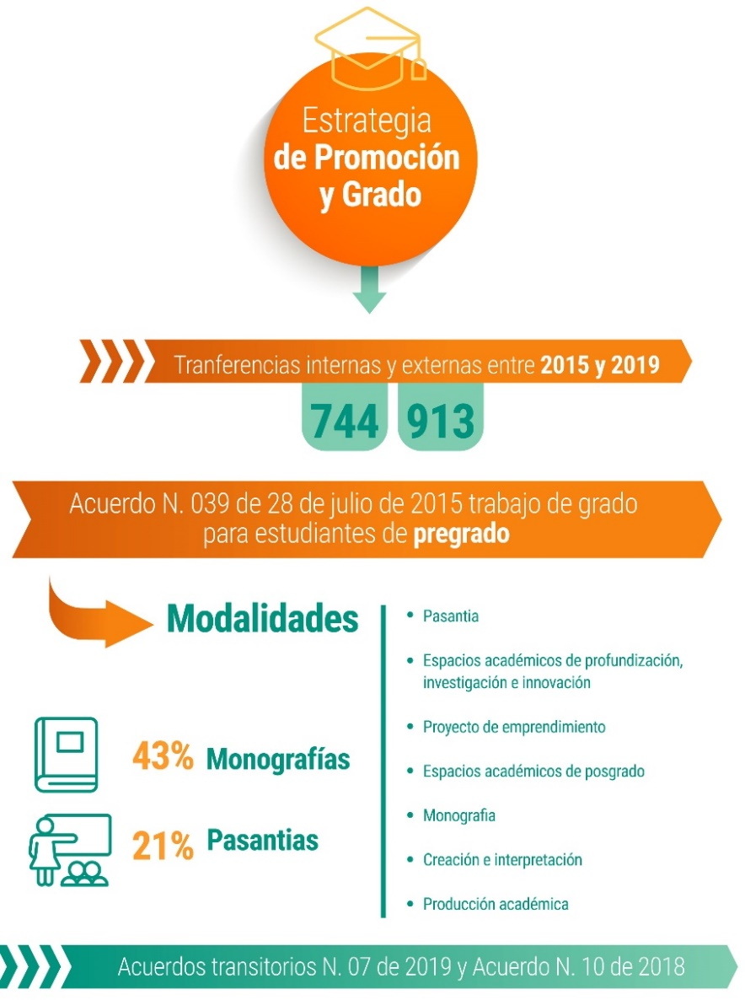 Estrategia
de Promoción
y Grado
Tranferencias internas y externas entre 2015 y 2019
744 913
Acuerdo N. 039 de 28 de julio de 2015 trabajo de grado
para estudiantes de pregrado
Modalidades
43% Monografías
21% Pasantias
• Pasantia
• Espacios académicos de profundización,
investigación e innovación
• Proyecto de emprendimiento
• Espacios académicos de posgrado
• Monografia
• Creación e interpretación
• Producción académica
Acuerdos transitorios N. 07 de 2019 y Acuerdo N. 10 de 2018